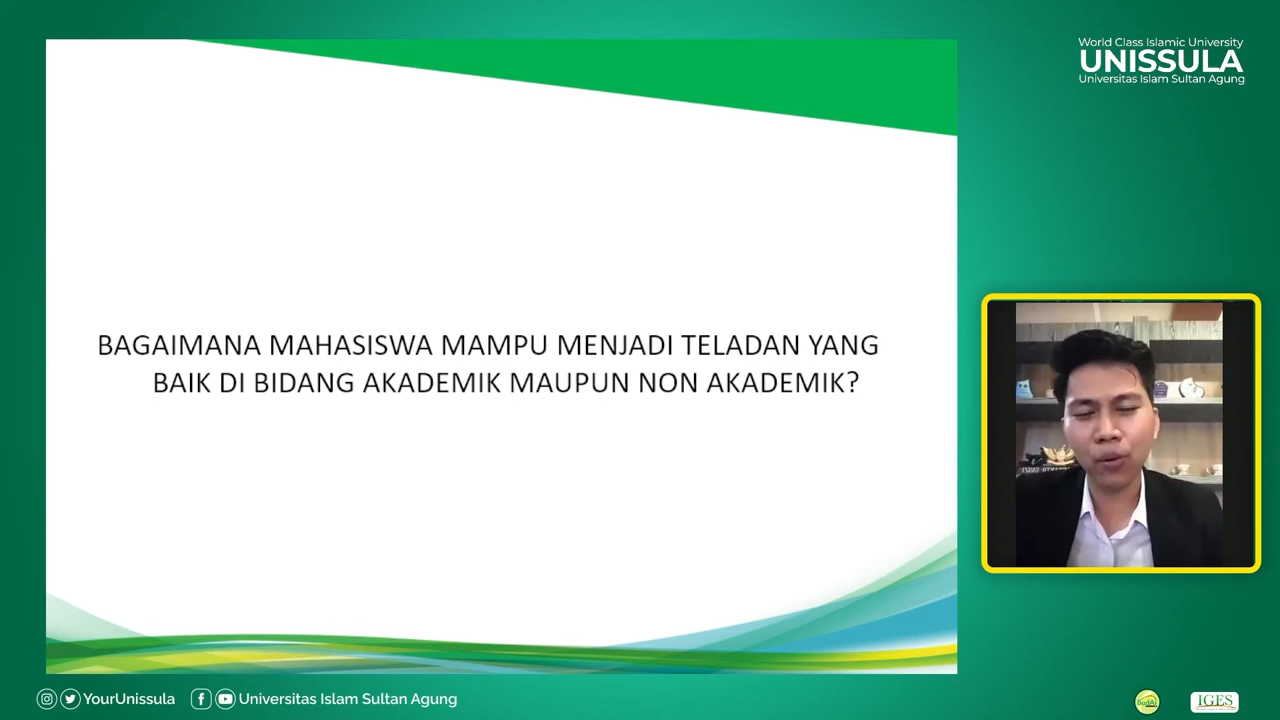 World Class Islamic University
UNISSULA
Universitas Islam Sultan Agung
BAGAIMANA MAHASISWA MAMPU MENJADI TELADAN YANG
BAIK DI BIDANG AKADEMIK MAUPUN NON AKADEMIK?
YourUnissula
Universitas Islam Sultan Agung
BudAi
IGES